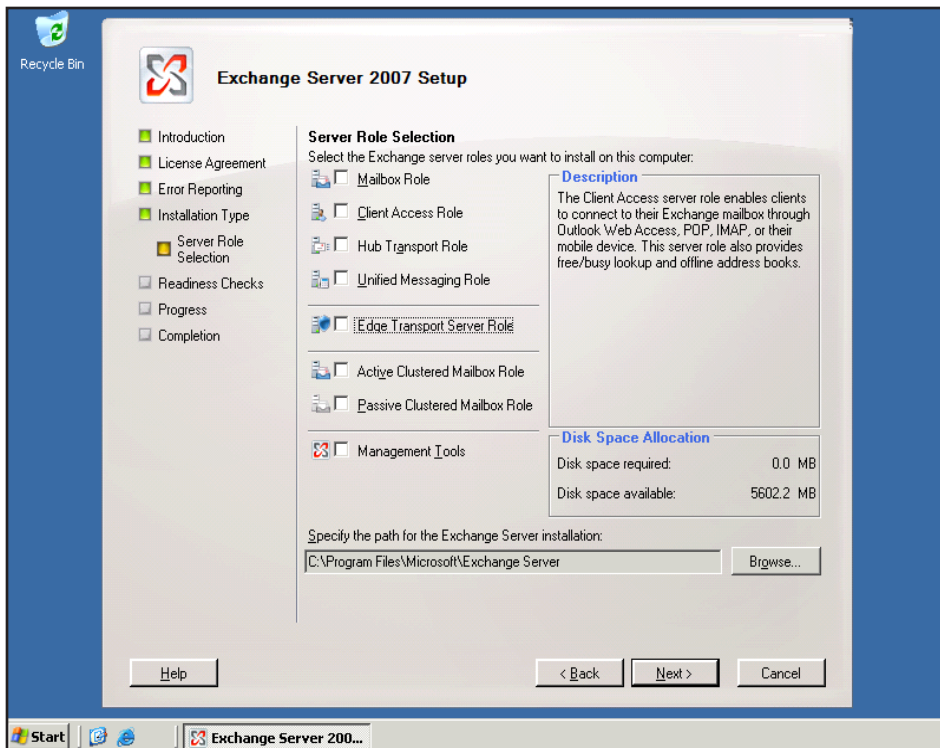 Recycle Bin
Exchange Server 2007 Setup
Introduction
License Agreement
Error Reporting
Installation Type
Server Role
Selection
Readiness Checks
Progress
Completion
Server Role Selection
Select the Exchange server roles you want to install on this computer:
Mailbox Role
Client Access Role
Hub Transport Role
Unified Messaging Role
Edge Transport Server Role
Active Clustered Mailbox Role
Passive Clustered Mailbox Role
Management Tools
Description
The Client Access server role enables clients
to connect to their Exchange mailbox through
Outlook Web Access, POP, IMAP, or their
mobile device. This server role also provides
free/busy lookup and offline address books.
Disk Space Allocation
Disk space required: 0.0 MB
Disk space available: 5602.2 MB
Specify the path for the Exchange Server installation:
C:\Program Files\Microsoft\Exchange Server
Browse...
Help
< Back
Next >
Cancel
Start
Exchange Server 200...